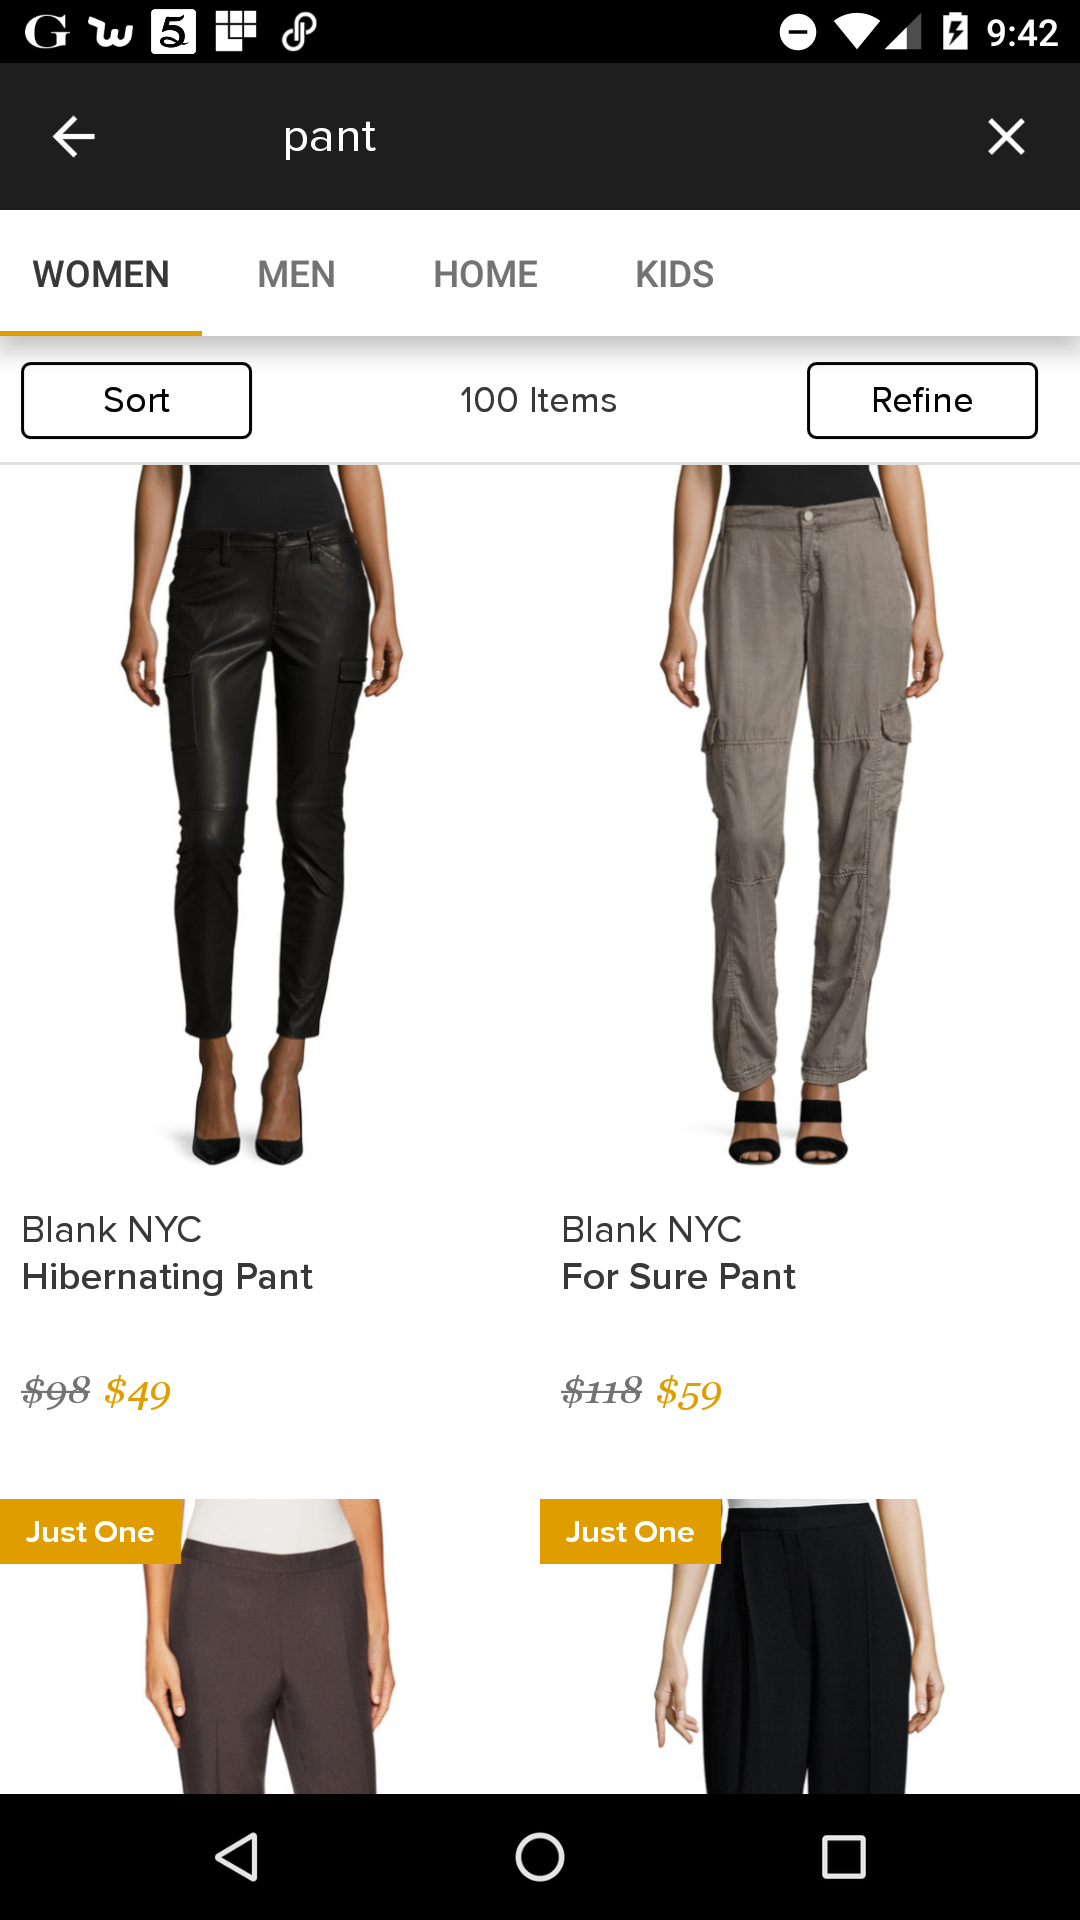 G 5 9:42
pant
WOMEN MEN HOME KIDS
Sort 100 Items Refine
Blank NYC
Hibernating Pant
$98 $49
Blank NYC
For Sure Pant
$118 $59
Just One
Just One